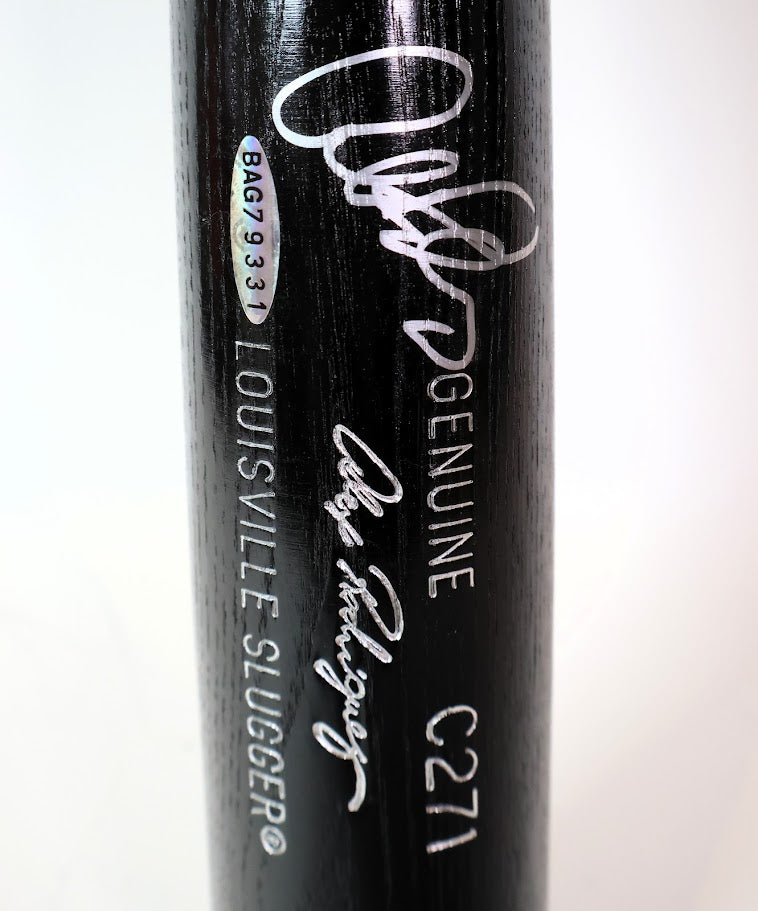 GENUINE C271
Alex Rodriguez
BAG79331
LOUISVILLE SLUGGER®